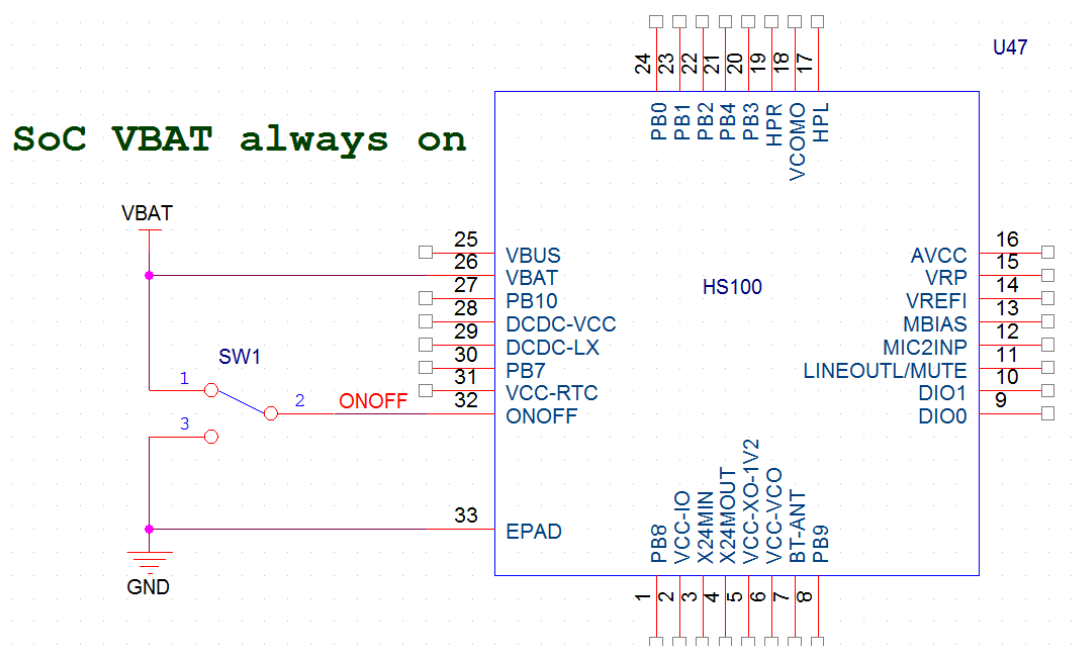 U47
24
23
22
21
20
19
18
17
PB0
PB1
PB2
PB4
PB3
HPR
VCOMO
HPL
SoC VBAT always on
VBAT
25 VBUS
26 VBAT
27 PB10
28 DCDC-VCC
29 DCDC-LX
30 PB7
31 VCC-RTC
32 ONOFF
33 EPAD
HS100
AVCC 16
VRP 15
VREFI 14
MBIAS 13
MIC2INP 12
LINEOUTL/MUTE 11
DIO1 10
DIO0 9
SW1
1
2
ONOFF
3
GND
PB8
VCC-IO
X24MIN
X24MOUT
VCC-XO-1V2
VCC-VCO
BT-ANT
PB9
1
2
3
4
5
6
7
8